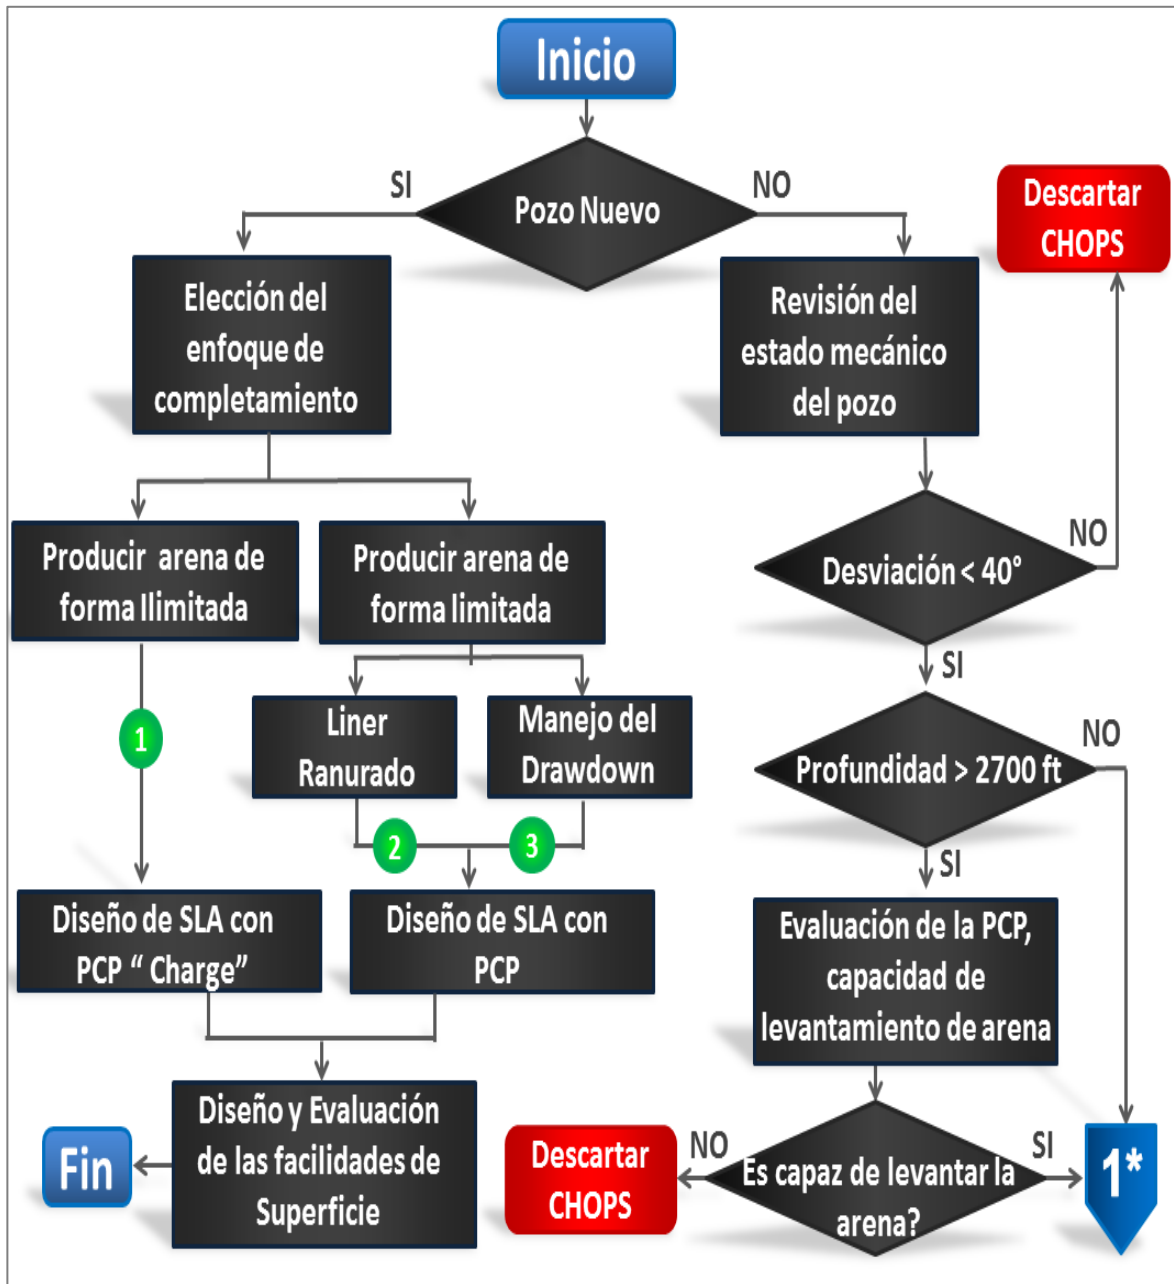 Inicio
SI
Pozo Nuevo
NO
Descartar
CHOPS
Elección del
enfoque de
completamiento
Revisión del
estado mecánico
del pozo
Producir arena de
forma Ilimitada
Producir arena de
forma limitada
Desviación < 40°
NO
SI
1
Liner
Ranurado
Manejo del
Drawdown
Profundidad > 2700 ft
NO
SI
2
3
Diseño de SLA con
PCP “ Charge”
Diseño de SLA con
PCP
Evaluación de la PCP,
capacidad de
levantamiento de arena
Diseño y Evaluación
de las facilidades de
Superficie
Fin
Descartar
CHOPS
NO
Es capaz de levantar la
arena?
SI
1*